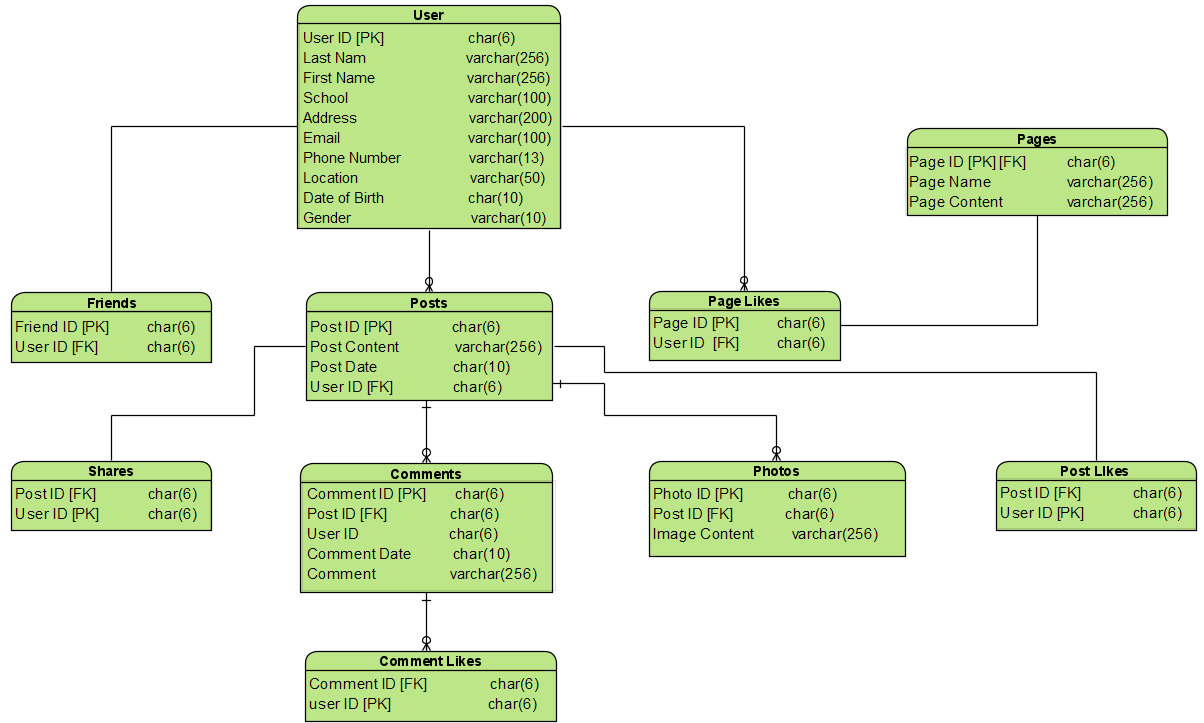 User
User ID [PK] char(6)
Last Nam varchar(256)
First Name varchar(256)
School varchar(100)
Address varchar(200)
Email varchar(100)
Phone Number varchar(13)
Location varchar(50)
Date of Birth char(10)
Gender varchar(10)
Pages
Page ID [PK] [FK] char(6)
Page Name varchar(256)
Page Content varchar(256)
Friends
Friend ID [PK] char(6)
User ID [FK] char(6)
Posts
Post ID [PK] char(6)
Post Content varchar(256)
Post Date char(10)
User ID [FK] char(6)
Page Likes
Page ID [PK] char(6)
User ID [FK] char(6)
Shares
Post ID [FK] char(6)
User ID [PK] char(6)
Comments
Comment ID [PK] char(6)
Post ID [FK] char(6)
User ID char(6)
Comment Date char(10)
Comment varchar(256)
Photos
Photo ID [PK] char(6)
Post ID [FK] char(6)
Image Content varchar(256)
Post Likes
Post ID [FK] char(6)
User ID [PK] char(6)
Comment Likes
Comment ID [FK] char(6)
user ID [PK] char(6)